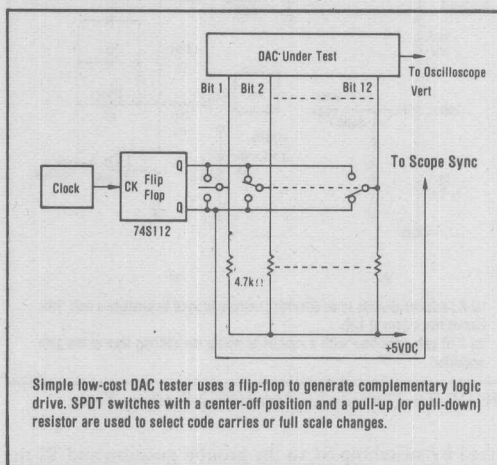 DAC Under Test
To Oscilloscope
Vert
Bit 1 Bit 2 Bit 12
To Scope Sync
Clock
CK Flip
Flop
Q
Q
74S112
4.7kΩ
+5VDC
Simple low-cost DAC tester uses a flip-flop to generate complementary logic
drive. SPDT switches with a center-off position and a pull-up (or pull-down)
resistor are used to select code carries or full scale changes.